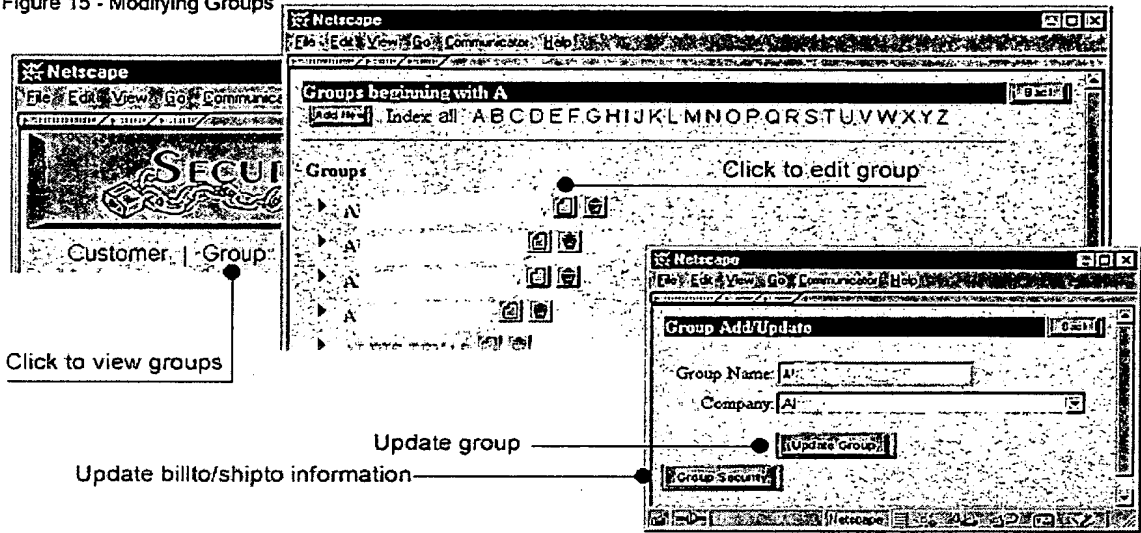 Figure 15 - Modifying Groups
Netscape
File Edit View Go Communicator Help
Groups beginning with A
Back
Add New Index all A B C D E F G H I J K L M N O P Q R S T U V W X Y Z
Groups
Click to edit group
A
A
A
A
Netscape
File Edit View Go Communica
SECUR
Customer | Group
Click to view groups
Netscape
File Edit View Go Communicator Help
Group Add/Update
Back
Group Name: A
Company: A
Update Group
Update group
Update billto/shipto information
Group Security
Netscape